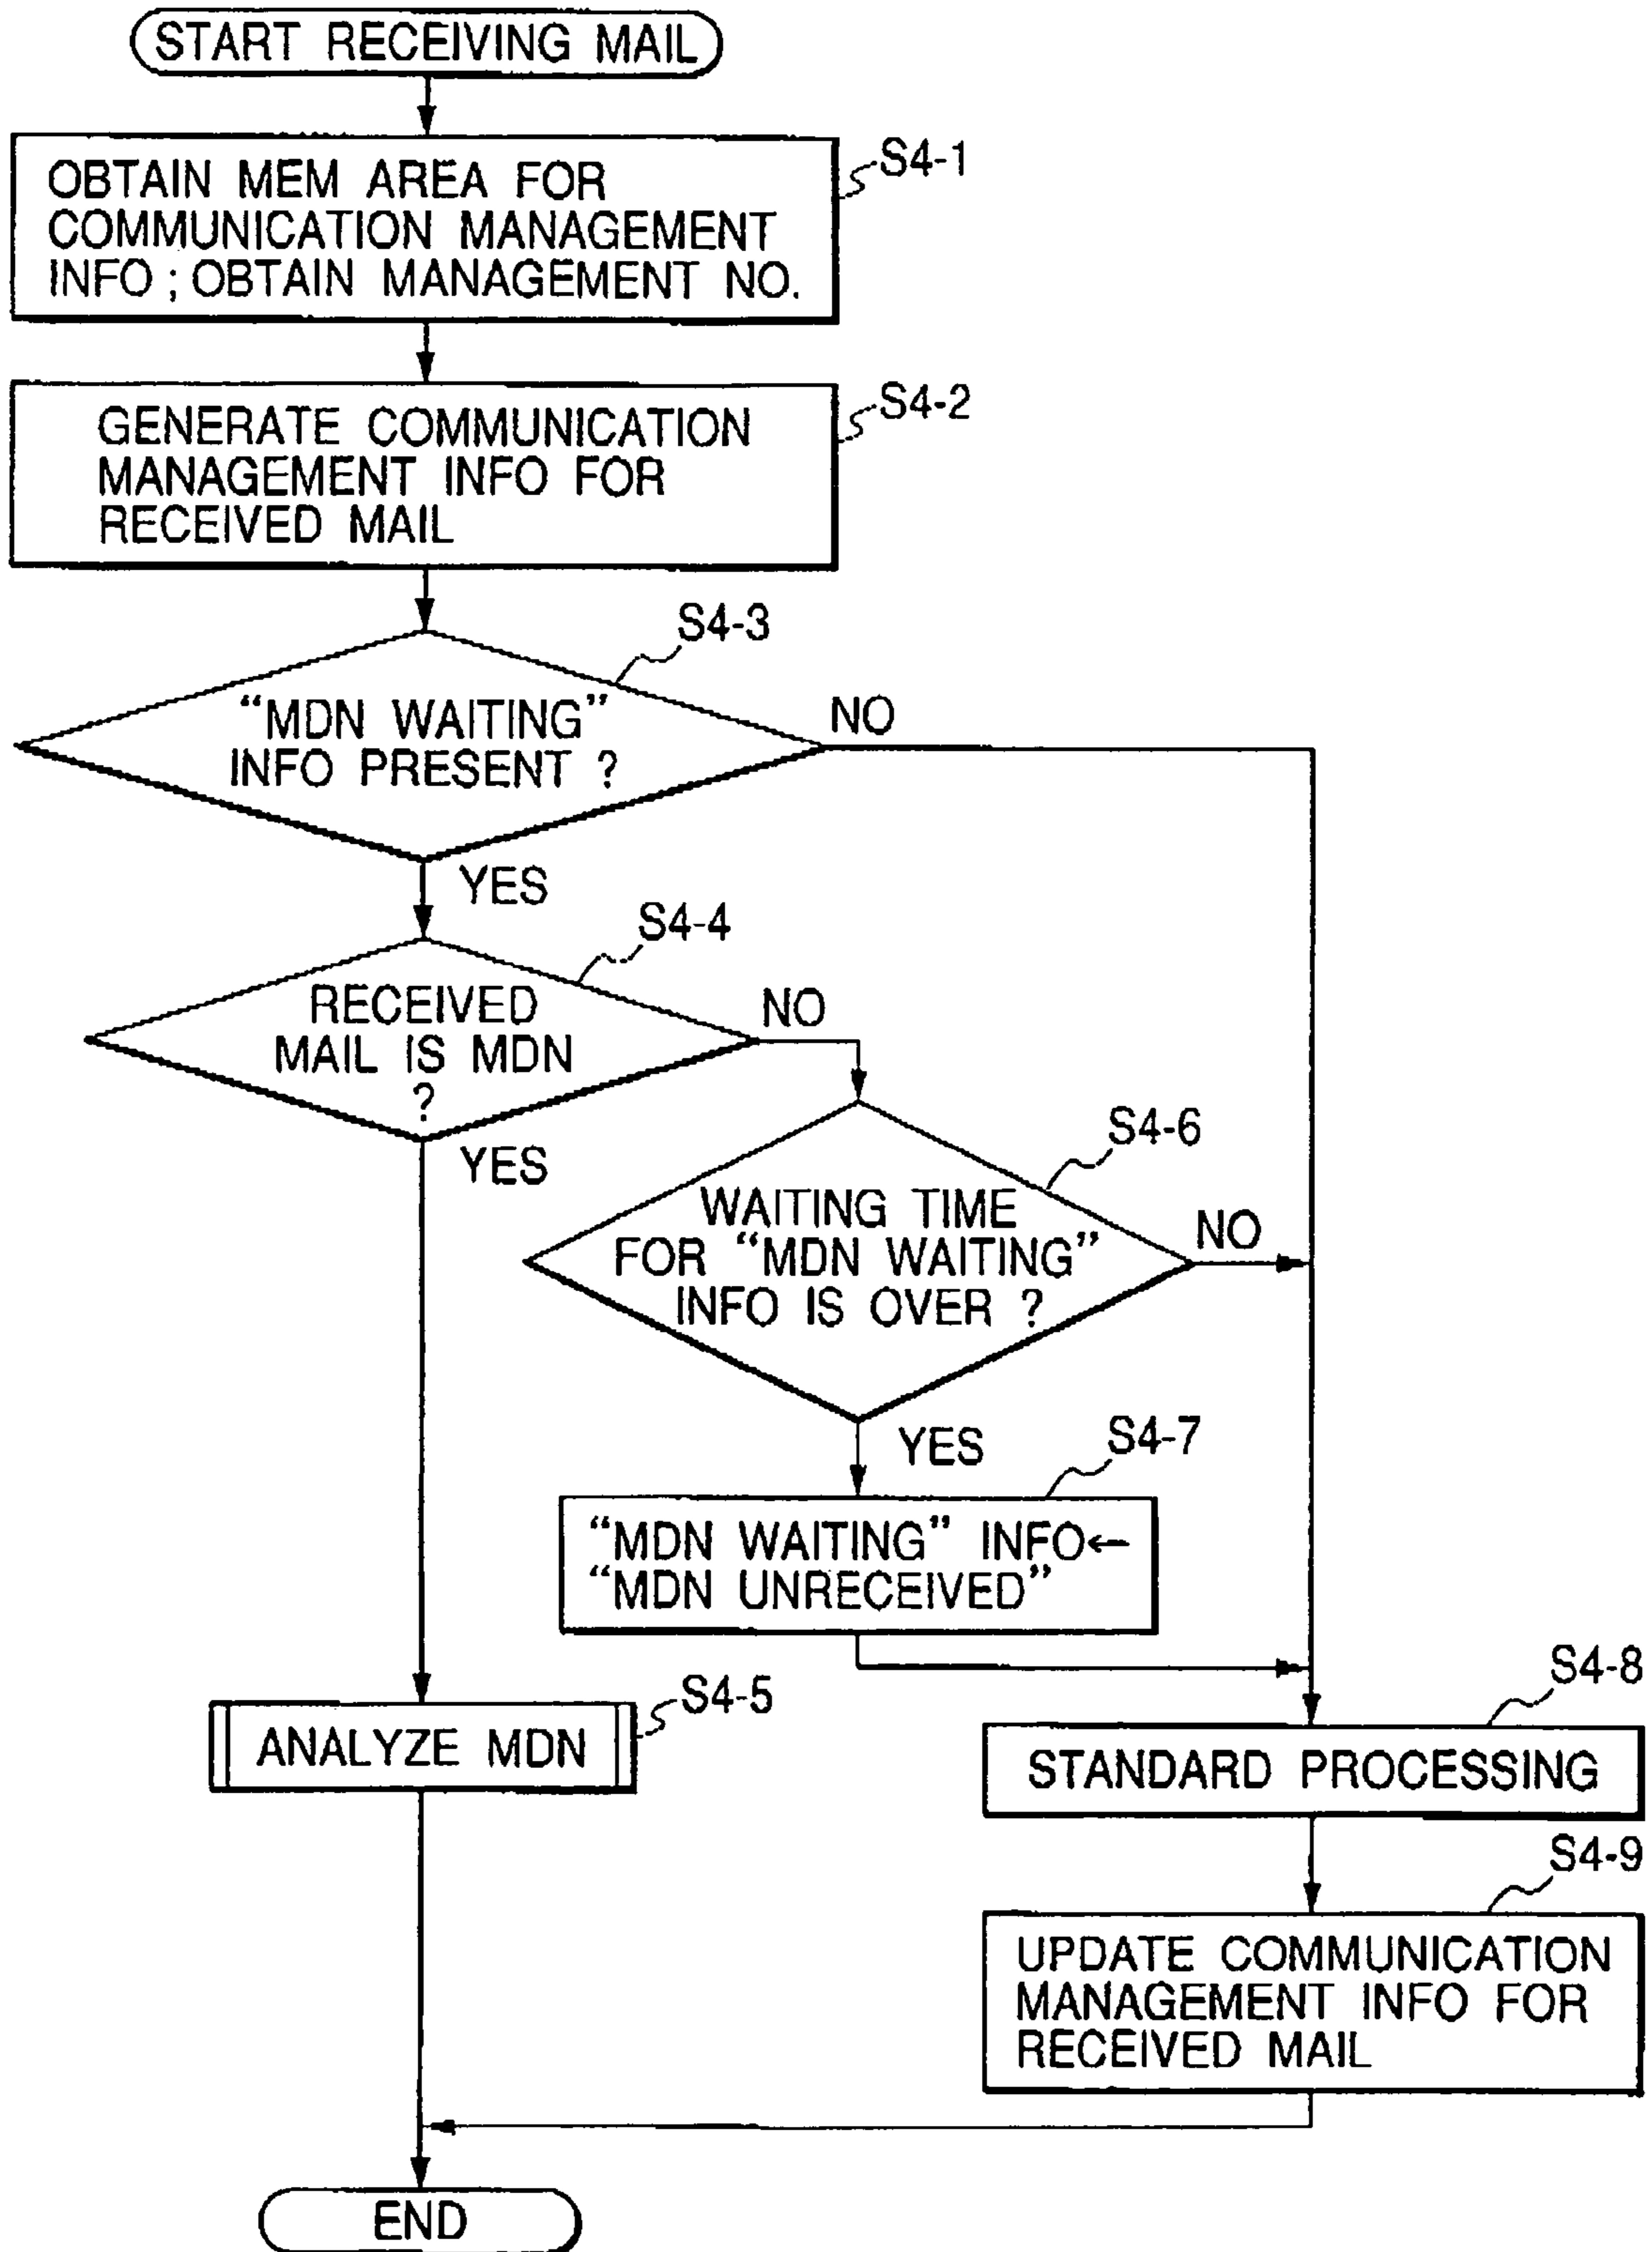 START RECEIVING MAIL
S4-1
OBTAIN MEM AREA FOR
COMMUNICATION MANAGEMENT
INFO ; OBTAIN MANAGEMENT NO.
S4-2
GENERATE COMMUNICATION
MANAGEMENT INFO FOR
RECEIVED MAIL
S4-3
“MDN WAITING”
INFO PRESENT ?
NO
YES
S4-4
RECEIVED
MAIL IS MDN
?
NO
YES
S4-6
WAITING TIME
FOR “MDN WAITING”
INFO IS OVER ?
NO
YES
S4-7
“MDN WAITING” INFO←
“MDN UNRECEIVED”
S4-5
ANALYZE MDN
S4-8
STANDARD PROCESSING
S4-9
UPDATE COMMUNICATION
MANAGEMENT INFO FOR
RECEIVED MAIL
END